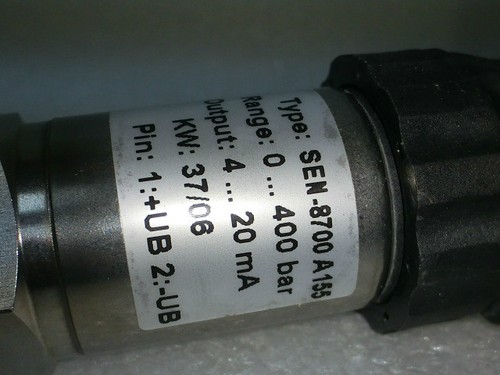 Type: SEN-8700 A155
Range: 0 ... 400 bar
Output: 4 ... 20 mA
KW: 37/06
Pin: 1:+UB 2:-UB